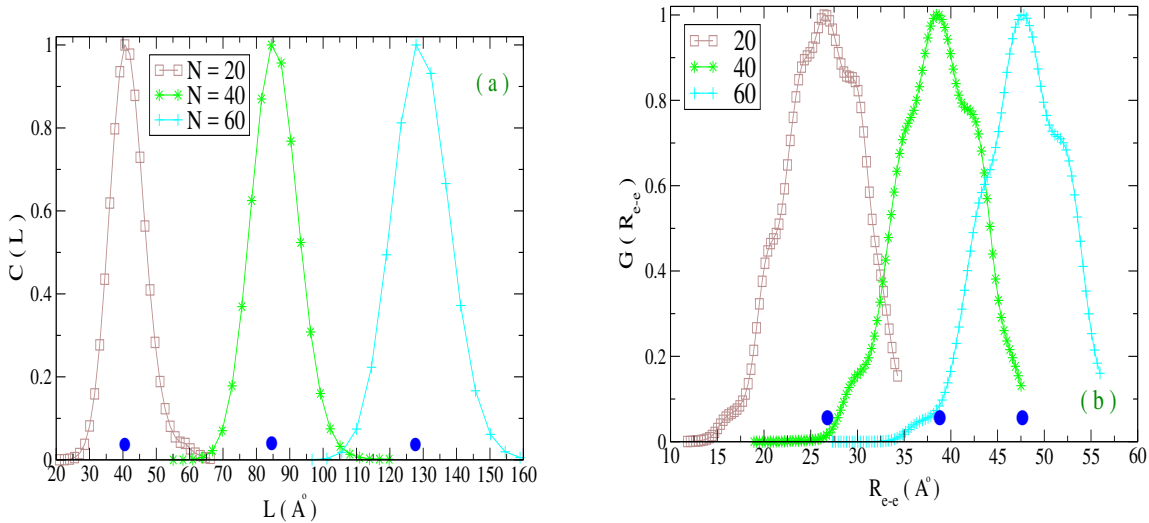 C ( L )
1
0.8
0.6
0.4
0.2
0
N = 20
N = 40
N = 60
( a )
20 30 40 50 60 70 80 90 100 110 120 130 140 150 160
L ( A° )
G ( R e-e )
1
0.8
0.6
0.4
0.2
0
20
40
60
( b )
10 15 20 25 30 35 40 45 50 55 60
R e-e ( A° )